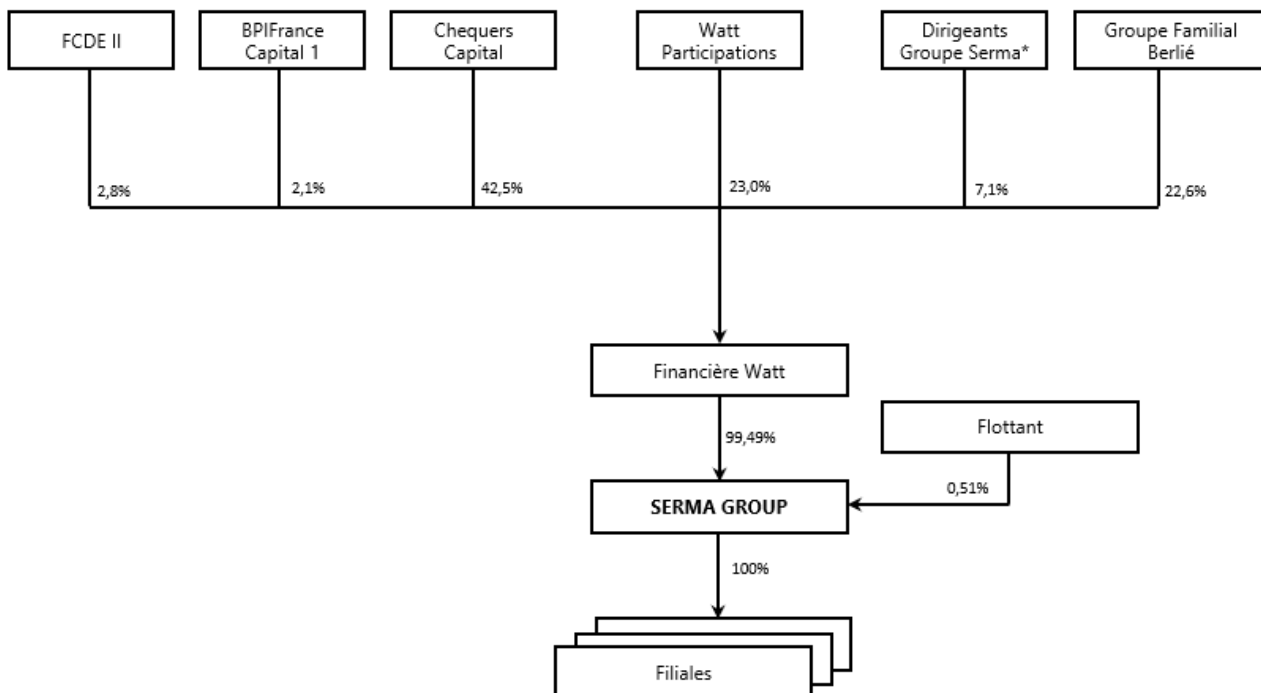 FCDE II
BPIFrance
Capital 1
Chequers
Capital
Watt
Participations
Dirigeants
Groupe Serma*
Groupe Familial
Berlié
2,8%
2,1%
42,5%
23,0%
7,1%
22,6%
Financière Watt
99,49%
Flottant
0,51%
SERMA GROUP
100%
Filiales